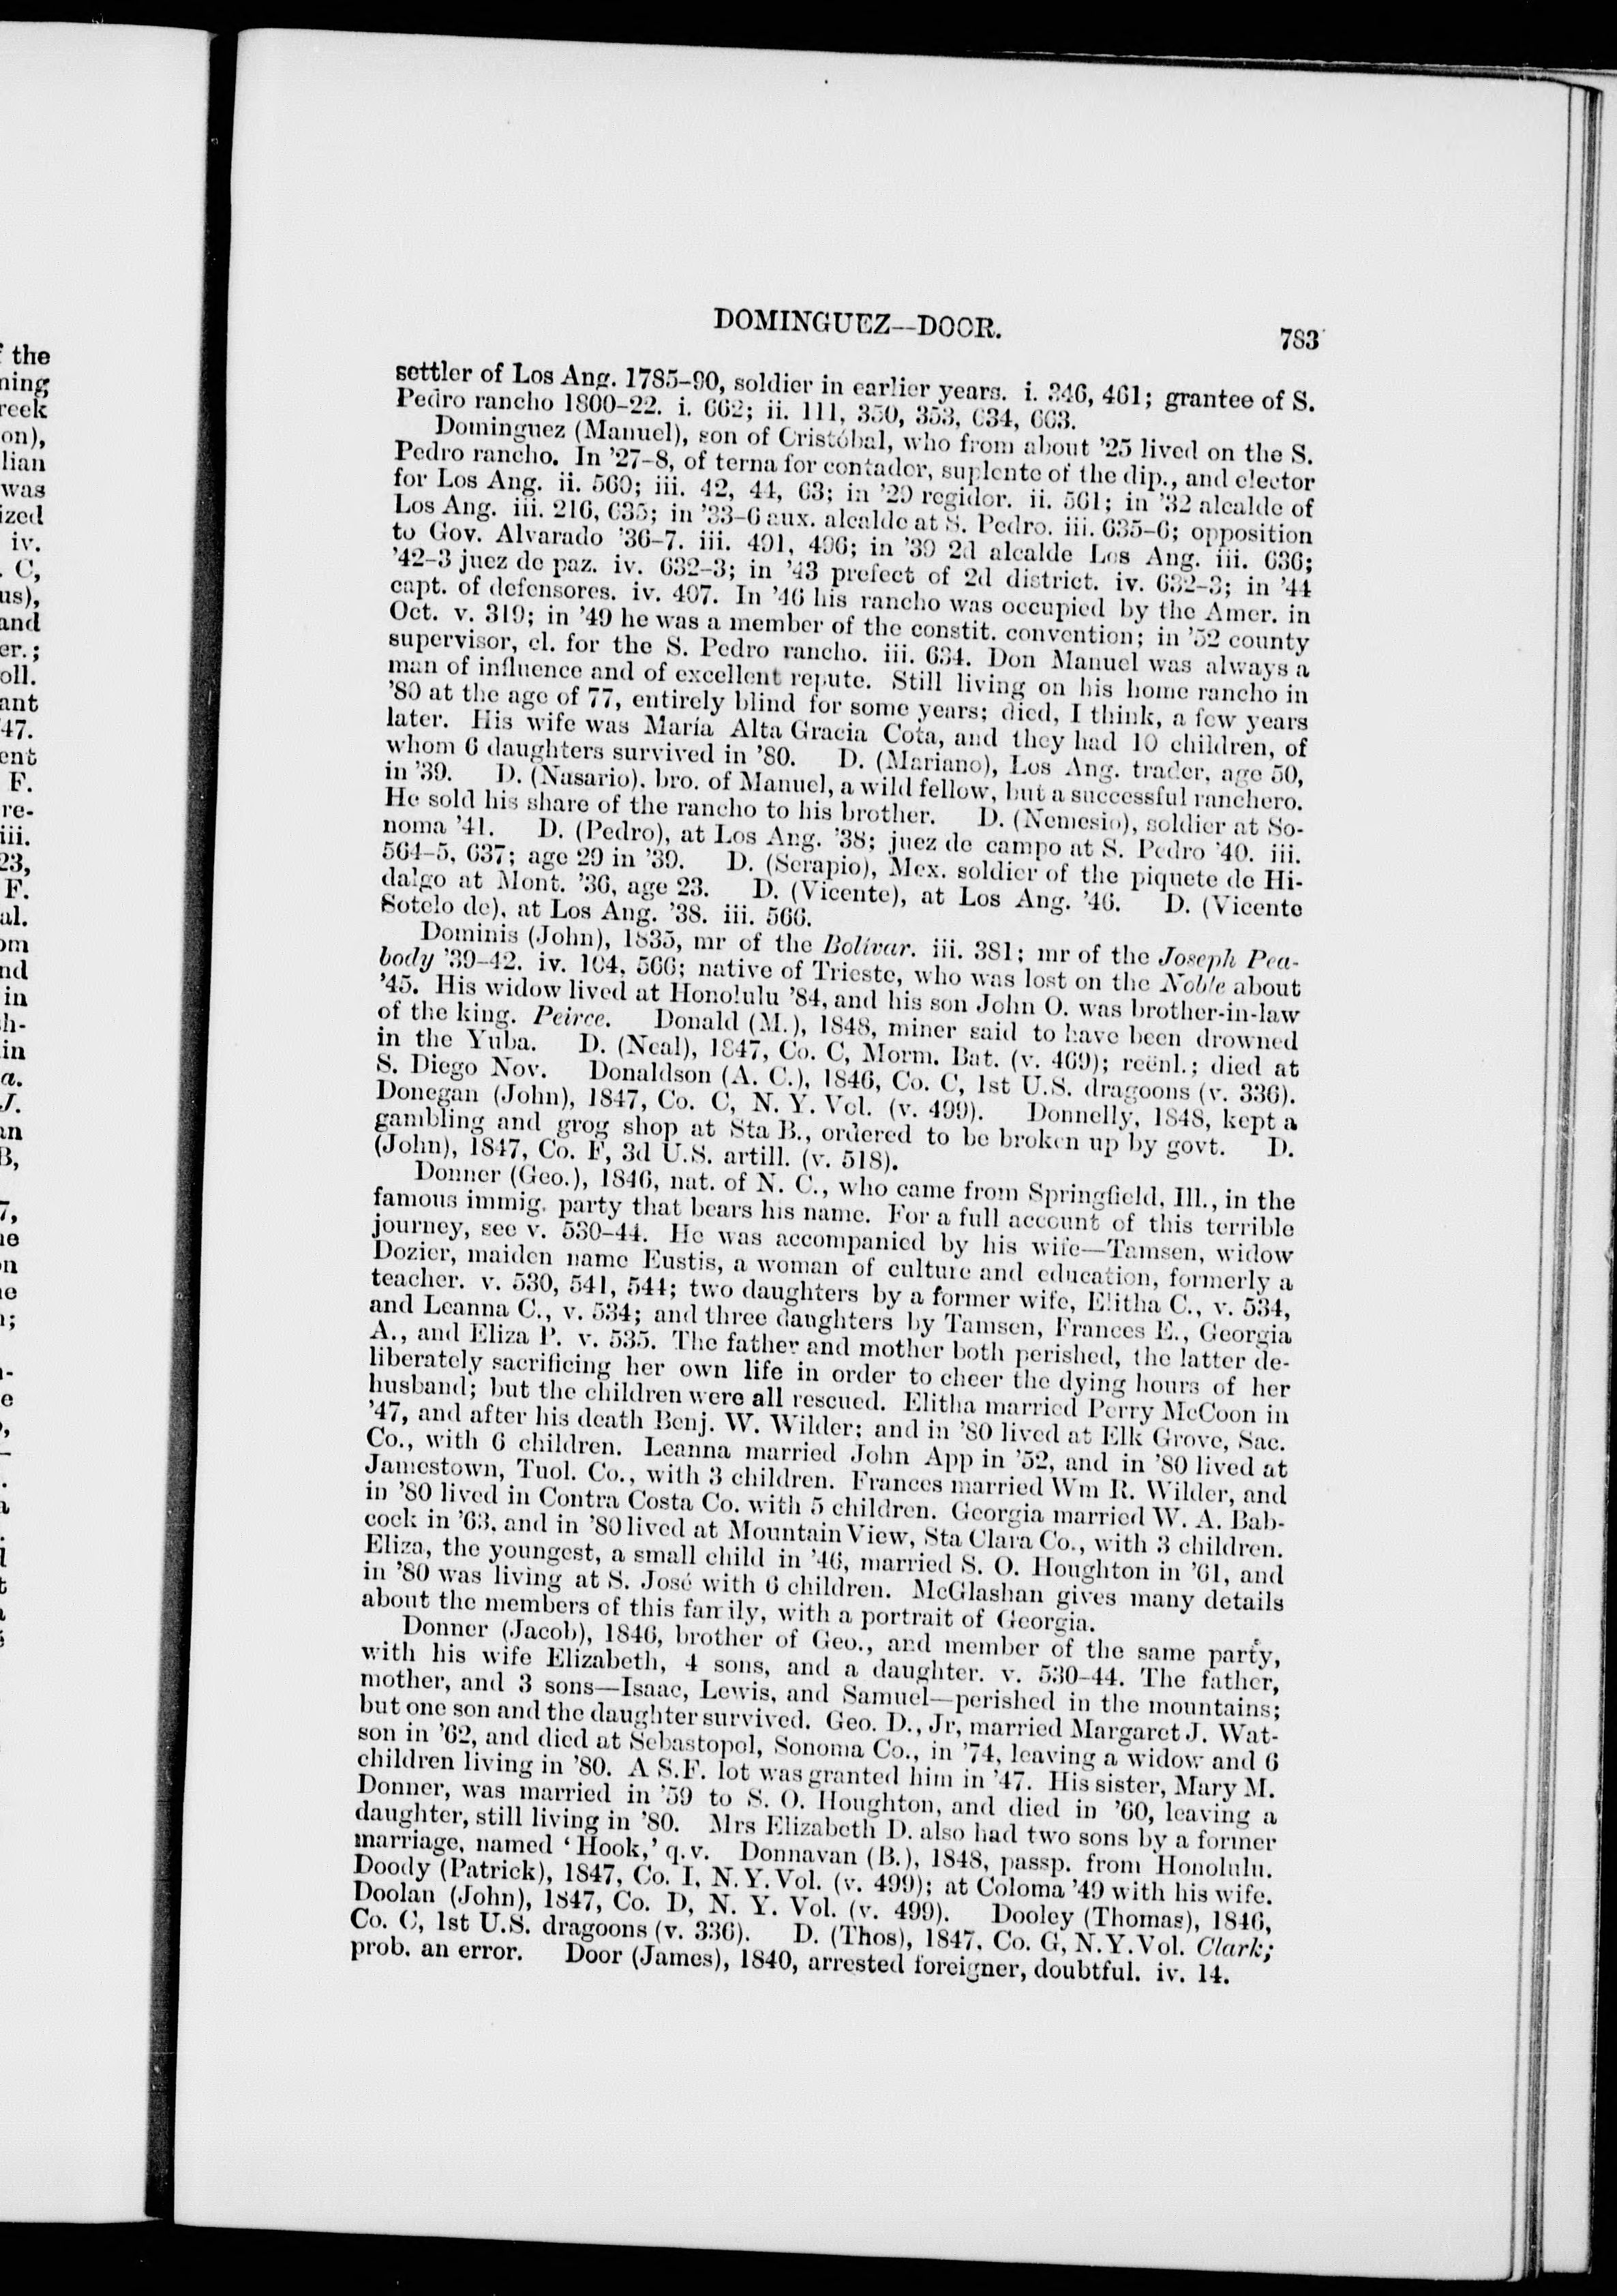 DOMINGUEZ—DOOR.
783
settler of Los Ang. 1785-90, soldier in earlier years. i. 346, 461; grantee of S.
Pedro rancho 1800-22. i. 662; ii. 111, 350, 353, 634, 663.
Dominguez (Manuel), son of Cristóbal, who from about '25 lived on the S.
Pedro rancho. In '27-8, of terna for contador, suplente of the dip., and elector
for Los Ang. ii. 560; iii. 42, 44, 63; in '29 regidor. ii. 561; in '32 alcalde of
Los Ang. iii. 216, 635; in '33-6 aux. alcalde at S. Pedro. iii. 635-6; opposition
to Gov. Alvarado '36-7. iii. 491, 496; in '39 2d alcalde Los Ang. iii. 636;
'42-3 juez de paz. iv. 632-3; in '43 prefect of 2d district. iv. 632-3; in '44
capt. of defensores. iv. 407. In '46 his rancho was occupied by the Amer. in
Oct. v. 319; in '49 he was a member of the constit. convention; in '52 county
supervisor, cl. for the S. Pedro rancho. iii. 634. Don Manuel was always a
man of influence and of excellent repute. Still living on his home rancho in
'80 at the age of 77, entirely blind for some years; died, I think, a few years
later. His wife was María Alta Gracia Cota, and they had 10 children, of
whom 6 daughters survived in '80. D. (Mariano), Los Ang. trader, age 50,
in '39. D. (Nasario), bro. of Manuel, a wild fellow, but a successful ranchero.
He sold his share of the rancho to his brother. D. (Nemesio), soldier at So-
noma '41. D. (Pedro), at Los Ang. '38; juez de campo at S. Pedro '40. iii.
564-5, 637; age 29 in '39. D. (Serapio), Mex. soldier of the piquete de Hi-
dalgo at Mont. '36, age 23. D. (Vicente), at Los Ang. '46. D. (Vicente
Sotelo de), at Los Ang. '38. iii. 566.
Dominis (John), 1835, mr of the Bolívar. iii. 381; mr of the Joseph Pea-
body '39-42. iv. 104, 566; native of Trieste, who was lost on the Noble about
'45. His widow lived at Honolulu '84, and his son John O. was brother-in-law
of the king. Peirce. Donald (M.), 1848, miner said to have been drowned
in the Yuba. D. (Neal), 1847, Co. C, Morm. Bat. (v. 469); reënl.; died at
S. Diego Nov. Donaldson (A. C.), 1846, Co. C, 1st U.S. dragoons (v. 336).
Donegan (John), 1847, Co. C, N. Y. Vol. (v. 499). Donnelly, 1848, kept a
gambling and grog shop at Sta B., ordered to be broken up by govt. D.
(John), 1847, Co. F, 3d U.S. artill. (v. 518).
Donner (Geo.), 1846, nat. of N. C., who came from Springfield, Ill., in the
famous immig. party that bears his name. For a full account of this terrible
journey, see v. 530-44. He was accompanied by his wife—Tamsen, widow
Dozier, maiden name Eustis, a woman of culture and education, formerly a
teacher. v. 530, 541, 544; two daughters by a former wife, Elitha C., v. 534,
and Leanna C., v. 534; and three daughters by Tamsen, Frances E., Georgia
A., and Eliza P. v. 535. The father and mother both perished, the latter de-
liberately sacrificing her own life in order to cheer the dying hours of her
husband; but the children were all rescued. Elitha married Perry McCoon in
'47, and after his death Benj. W. Wilder; and in '80 lived at Elk Grove, Sac.
Co., with 6 children. Leanna married John App in '52, and in '80 lived at
Jamestown, Tuol. Co., with 3 children. Frances married Wm R. Wilder, and
in '80 lived in Contra Costa Co. with 5 children. Georgia married W. A. Bab-
cock in '63, and in '80 lived at Mountain View, Sta Clara Co., with 3 children.
Eliza, the youngest, a small child in '46, married S. O. Houghton in '61, and
in '80 was living at S. José with 6 children. McGlashan gives many details
about the members of this family, with a portrait of Georgia.
Donner (Jacob), 1846, brother of Geo., and member of the same party,
with his wife Elizabeth, 4 sons, and a daughter. v. 530-44. The father,
mother, and 3 sons—Isaac, Lewis, and Samuel—perished in the mountains;
but one son and the daughter survived. Geo. D., Jr, married Margaret J. Wat-
son in '62, and died at Sebastopol, Sonoma Co., in '74, leaving a widow and 6
children living in '80. A S.F. lot was granted him in '47. His sister, Mary M.
Donner, was married in '59 to S. O. Houghton, and died in '60, leaving a
daughter, still living in '80. Mrs Elizabeth D. also had two sons by a former
marriage, named 'Hook,' q.v. Donnavan (B.), 1848, passp. from Honolulu.
Doody (Patrick), 1847, Co. I, N.Y. Vol. (v. 499); at Coloma '49 with his wife.
Doolan (John), 1847, Co. D, N. Y. Vol. (v. 499). Dooley (Thomas), 1846,
Co. C, 1st U.S. dragoons (v. 336). D. (Thos), 1847, Co. G, N.Y. Vol. Clark;
prob. an error. Door (James), 1840, arrested foreigner, doubtful. iv. 14.